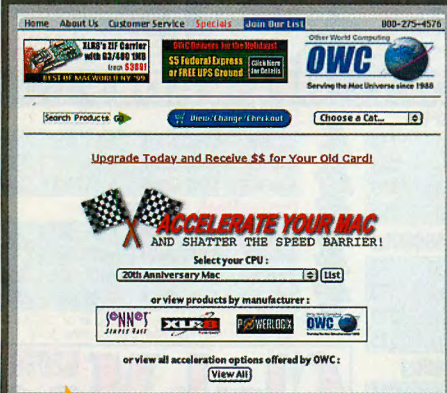 Home About Us Customer Service Specials Join Our List 800-275-4576
XLR8's ZIF Carrier
with G3/400 1MB
from $388!
BEST OF MACWORLD NY '99
OWC Delivers for the Holidays!
$5 Federal Express
or FREE UPS Ground
Click Here
for Details
Other World Computing
OWC
Serving the Mac Universe since 1988
Search Products Go
View/Change/Checkout
Choose a Cat...
Upgrade Today and Receive $$ for Your Old Card!
ACCELERATE YOUR MAC
AND SHATTER THE SPEED BARRIER!
Select your CPU :
20th Anniversary Mac List
or view products by manufacturer :
SONNET
SIMPLY FAST
XLR8
POWERLOGIX
OWC
or view all acceleration options offered by OWC :
View All